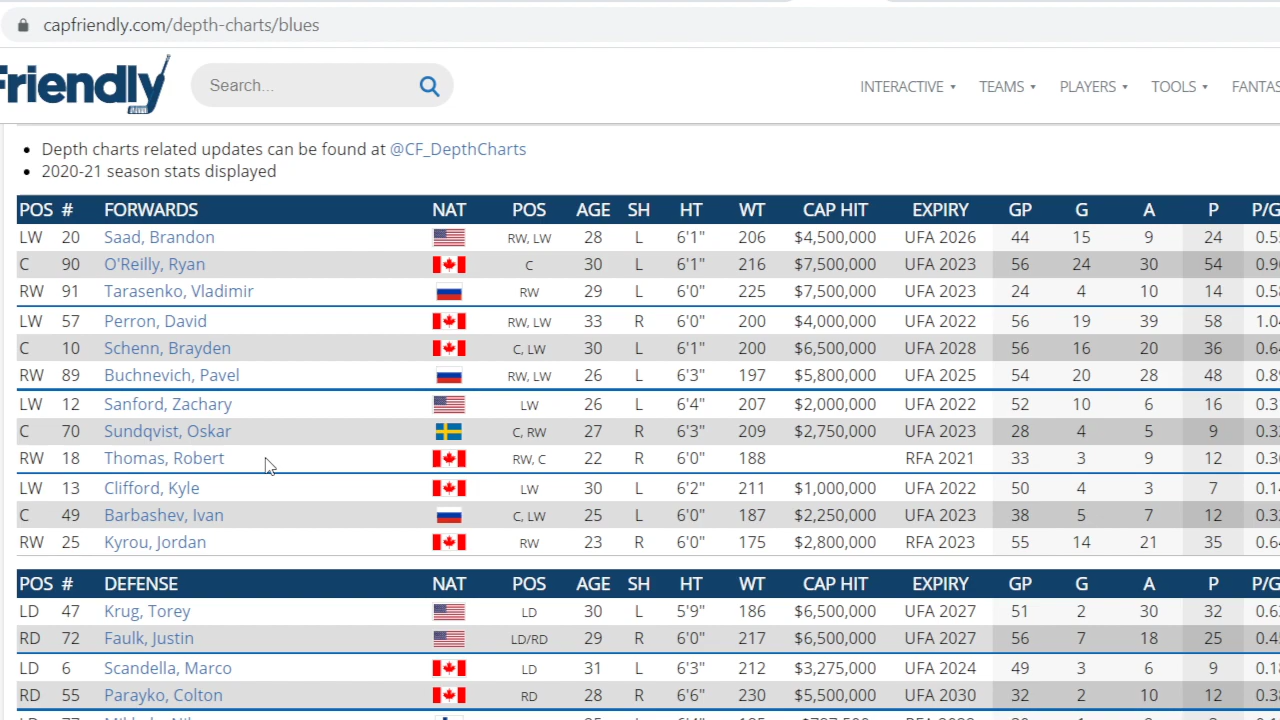 capfriendly.com/depth-charts/blues
Friendly Search... INTERACTIVE TEAMS PLAYERS TOOLS FANTAS
• Depth charts related updates can be found at @CF_DepthCharts
• 2020-21 season stats displayed
POS # FORWARDS NAT POS AGE SH HT WT CAP HIT EXPIRY GP G A P P/G
LW 20 Saad, Brandon RW, LW 28 L 6'1" 206 $4,500,000 UFA 2026 44 15 9 24 0.5
C 90 O'Reilly, Ryan C 30 L 6'1" 216 $7,500,000 UFA 2023 56 24 30 54 0.9
RW 91 Tarasenko, Vladimir RW 29 L 6'0" 225 $7,500,000 UFA 2023 24 4 10 14 0.5
LW 57 Perron, David RW, LW 33 R 6'0" 200 $4,000,000 UFA 2022 56 19 39 58 1.0
C 10 Schenn, Brayden C, LW 30 L 6'1" 200 $6,500,000 UFA 2028 56 16 20 36 0.6
RW 89 Buchnevich, Pavel RW, LW 26 L 6'3" 197 $5,800,000 UFA 2025 54 20 28 48 0.8
LW 12 Sanford, Zachary LW 26 L 6'4" 207 $2,000,000 UFA 2022 52 10 6 16 0.3
C 70 Sundqvist, Oskar C, RW 27 R 6'3" 209 $2,750,000 UFA 2023 28 4 5 9 0.3
RW 18 Thomas, Robert RW, C 22 R 6'0" 188 RFA 2021 33 3 9 12 0.3
LW 13 Clifford, Kyle LW 30 L 6'2" 211 $1,000,000 UFA 2022 50 4 3 7 0.1
C 49 Barbashev, Ivan C, LW 25 L 6'0" 187 $2,250,000 UFA 2023 38 5 7 12 0.3
RW 25 Kyrou, Jordan RW 23 R 6'0" 175 $2,800,000 RFA 2023 55 14 21 35 0.6
POS # DEFENSE NAT POS AGE SH HT WT CAP HIT EXPIRY GP G A P P/G
LD 47 Krug, Torey LD 30 L 5'9" 186 $6,500,000 UFA 2027 51 2 30 32 0.6
RD 72 Faulk, Justin LD/RD 29 R 6'0" 217 $6,500,000 UFA 2027 56 7 18 25 0.4
LD 6 Scandella, Marco LD 31 L 6'3" 212 $3,275,000 UFA 2024 49 3 6 9 0.1
RD 55 Parayko, Colton RD 28 R 6'6" 230 $5,500,000 UFA 2030 32 2 10 12 0.3